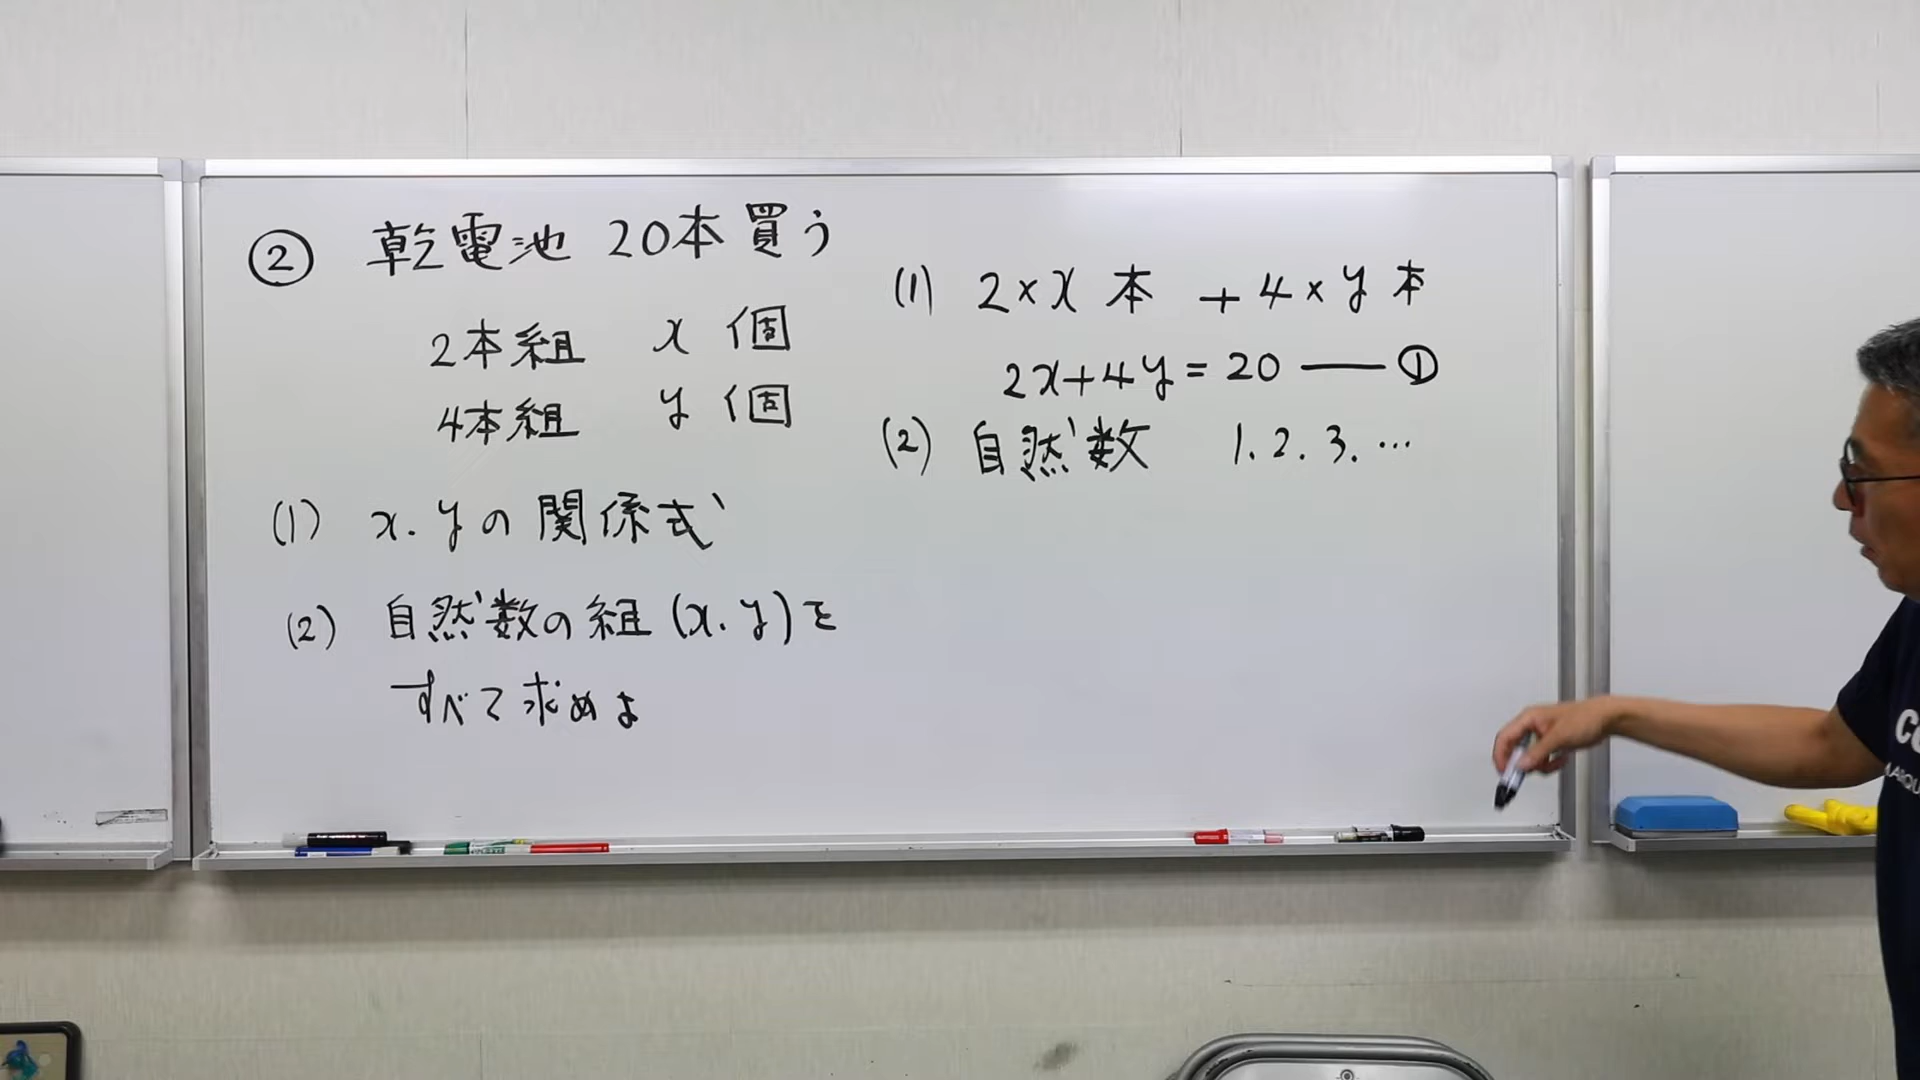 ② 乾電池 20本買う
2本組 x 個
4本組 y 個
(1) x.yの関係式
(2) 自然数の組(x.y)を
すべて求めよ
(1) 2×x 本 +4×y 本
2x+4y=20 ― ①
(2) 自然数 1.2.3.…